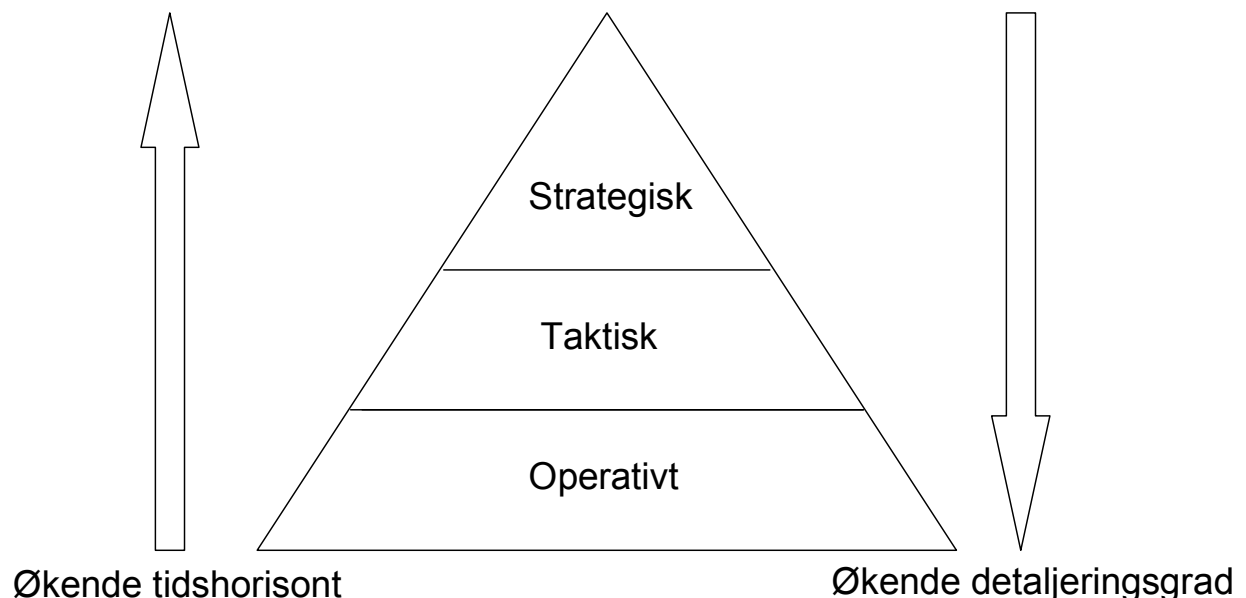 Strategisk
Taktisk
Operativt
Økende tidshorisont
Økende detaljeringsgrad